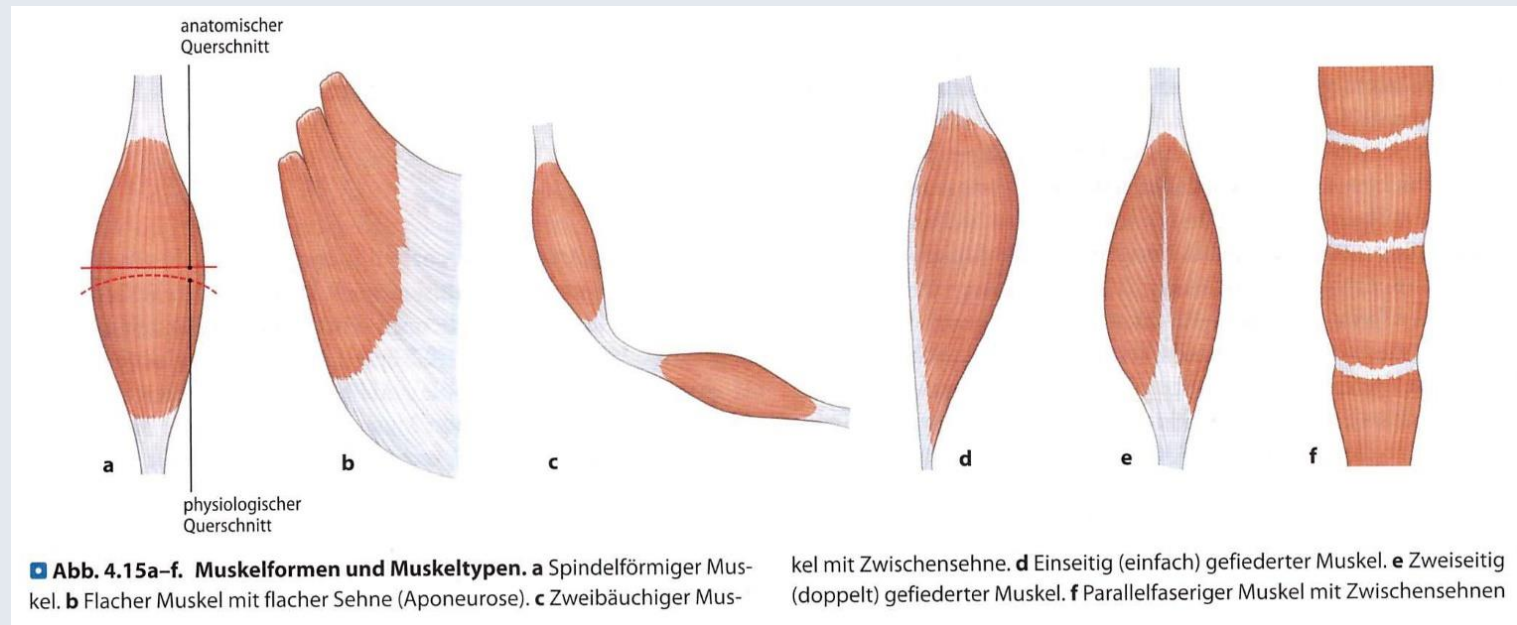 anatomischer
Querschnitt
a
b
c
d
e
f
physiologischer
Querschnitt
Abb. 4.15a–f. Muskelformen und Muskeltypen. a Spindelförmiger Mus-
kel. b Flacher Muskel mit flacher Sehne (Aponeurose). c Zweibäuchiger Mus-
kel mit Zwischensehne. d Einseitig (einfach) gefiederter Muskel. e Zweiseitig
(doppelt) gefiederter Muskel. f Parallelfaseriger Muskel mit Zwischensehnen